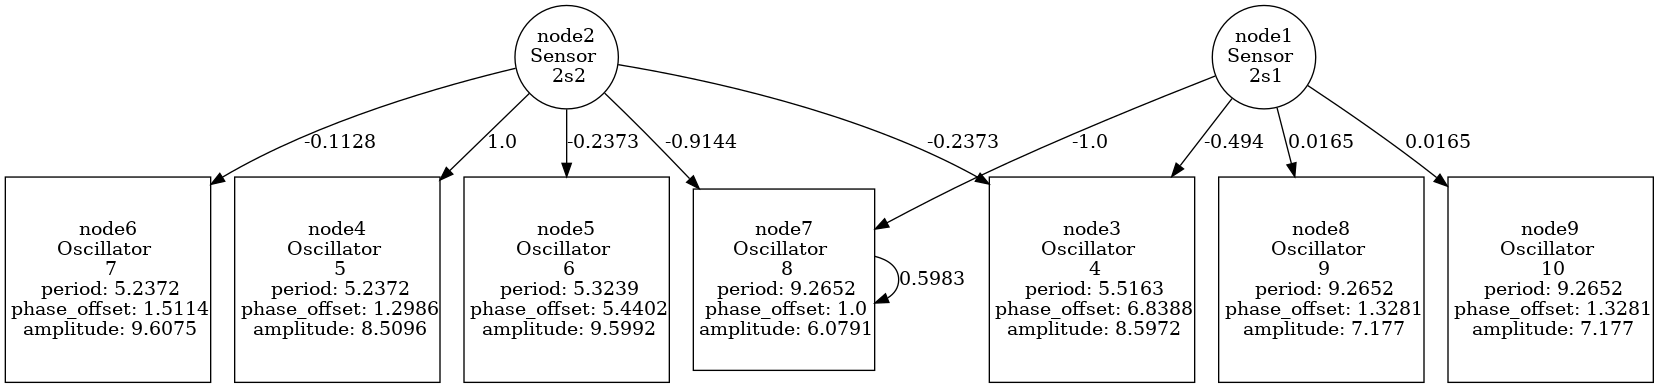 node2
Sensor
2s2
node1
Sensor
2s1
-0.1128
1.0
-0.2373
-0.9144
-0.2373
-1.0
-0.494
0.0165
0.0165
node6
Oscillator
7
period: 5.2372
phase_offset: 1.5114
amplitude: 9.6075
node4
Oscillator
5
period: 5.2372
phase_offset: 1.2986
amplitude: 8.5096
node5
Oscillator
6
period: 5.3239
phase_offset: 5.4402
amplitude: 9.5992
node7
Oscillator
8
period: 9.2652
phase_offset: 1.0
amplitude: 6.0791
0.5983
node3
Oscillator
4
period: 5.5163
phase_offset: 6.8388
amplitude: 8.5972
node8
Oscillator
9
period: 9.2652
phase_offset: 1.3281
amplitude: 7.177
node9
Oscillator
10
period: 9.2652
phase_offset: 1.3281
amplitude: 7.177